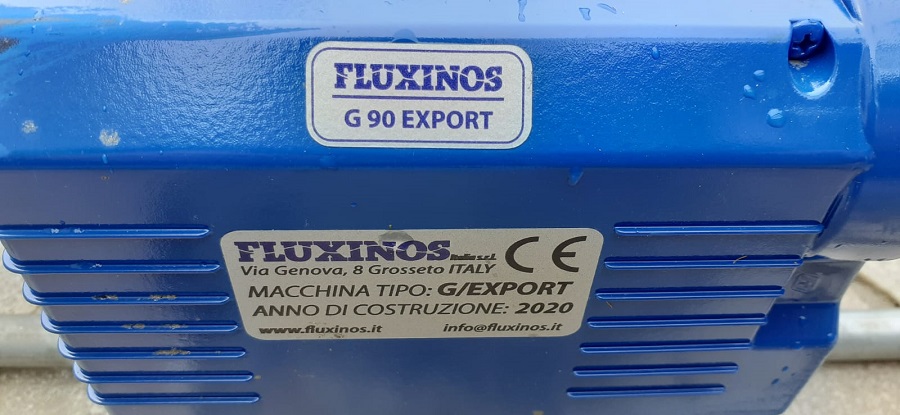 FLUXINOS
G 90 EXPORT
FLUXINOS
Via Genova, 8 Grosseto ITALY
CE
MACCHINA TIPO: G/EXPORT
ANNO DI COSTRUZIONE: 2020
www.fluxinos.it info@fluxinos.it